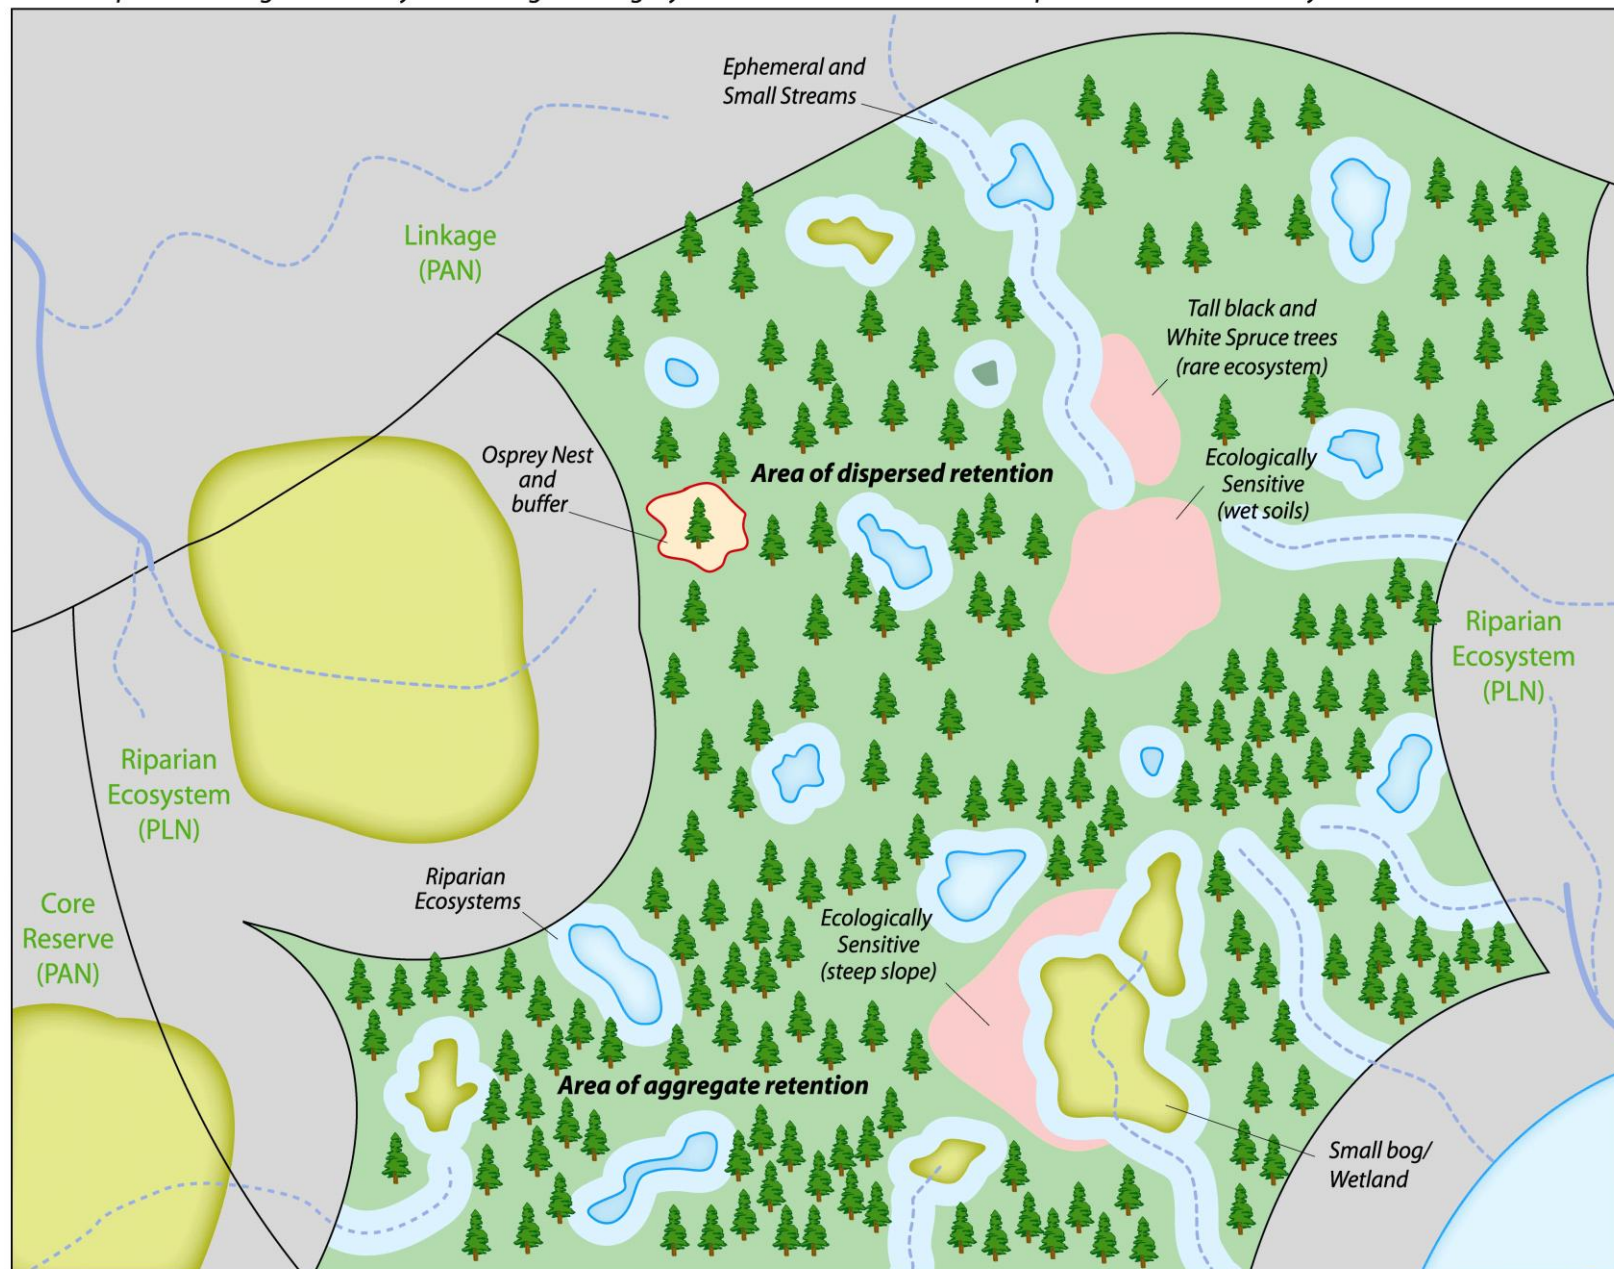 Ephemeral and
Small Streams
Linkage
(PAN)
Tall black and
White Spruce trees
(rare ecosystem)
Osprey Nest
and
buffer
Area of dispersed retention
Ecologically
Sensitive
(wet soils)
Riparian
Ecosystem
(PLN)
Riparian
Ecosystem
(PLN)
Riparian
Ecosystems
Core
Reserve
(PAN)
Ecologically
Sensitive
(steep slope)
Area of aggregate retention
Small bog/
Wetland